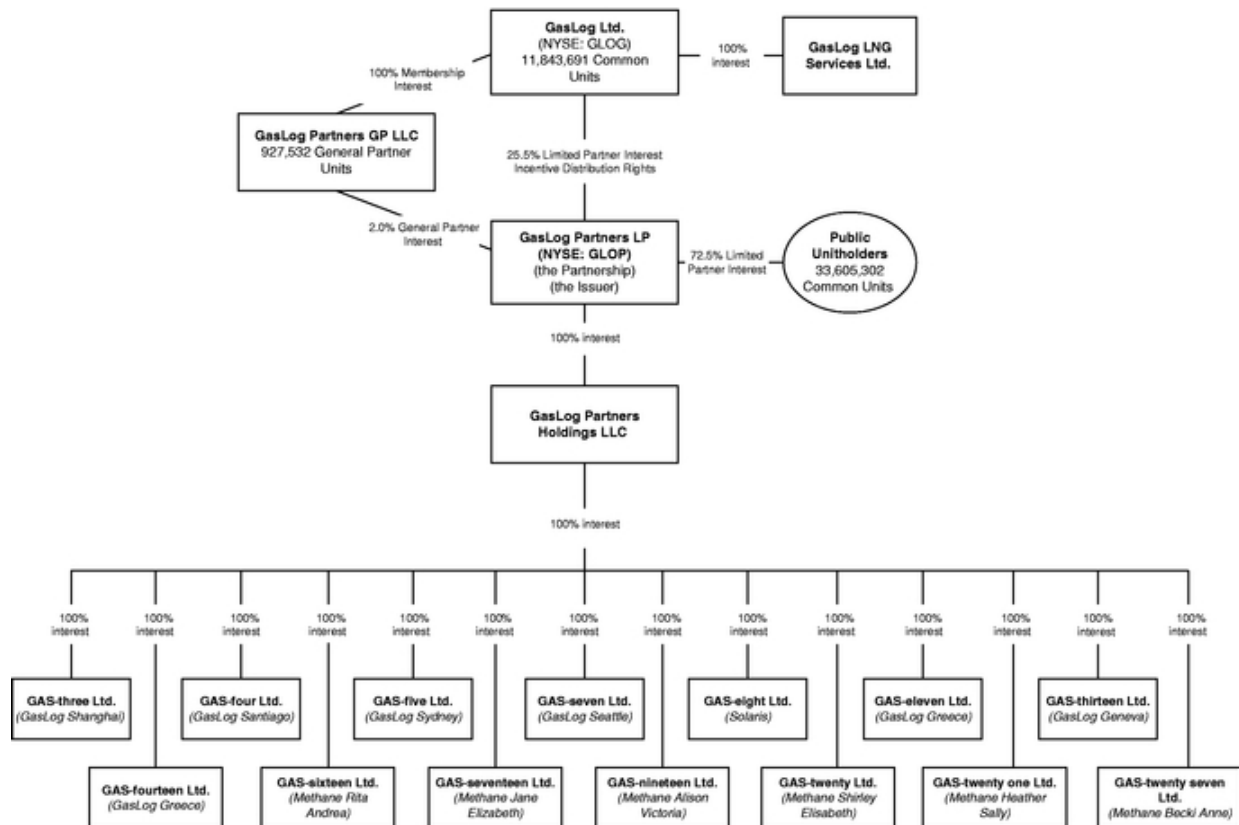 GasLog Ltd.
(NYSE: GLOG)
11,843,691 Common
Units
100%
interest
GasLog LNG
Services Ltd.
100% Membership
Interest
GasLog Partners GP LLC
927,532 General Partner
Units
25.5% Limited Partner Interest
Incentive Distribution Rights
2.0% General Partner
Interest
GasLog Partners LP
(NYSE: GLOP)
(the Partnership)
(the Issuer)
72.5% Limited
Partner Interest
Public
Unitholders
33,605,302
Common Units
100% interest
GasLog Partners
Holdings LLC
100% interest
100%
interest
100%
interest
100%
interest
100%
interest
100%
interest
100%
interest
100%
interest
100%
interest
100%
interest
100%
interest
100%
interest
100%
interest
100%
interest
100%
interest
GAS-three Ltd.
(GasLog Shanghai)
GAS-four Ltd.
(GasLog Santiago)
GAS-five Ltd.
(GasLog Sydney)
GAS-seven Ltd.
(GasLog Seattle)
GAS-eight Ltd.
(Solaris)
GAS-eleven Ltd.
(GasLog Greece)
GAS-thirteen Ltd.
(GasLog Geneva)
GAS-fourteen Ltd.
(GasLog Greece)
GAS-sixteen Ltd.
(Methane Rita
Andrea)
GAS-seventeen Ltd.
(Methane Jane
Elizabeth)
GAS-nineteen Ltd.
(Methane Alison
Victoria)
GAS-twenty Ltd.
(Methane Shirley
Elisabeth)
GAS-twenty one Ltd.
(Methane Heather
Sally)
GAS-twenty seven
Ltd.
(Methane Becki Anne)